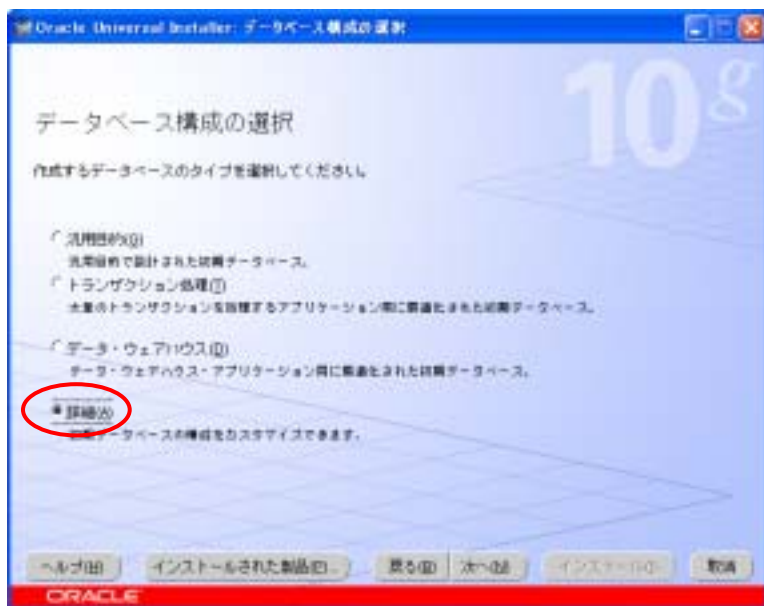 Oracle Universal Installer: データベース構成の選択
10g
データベース構成の選択
作成するデータベースのタイプを選択してください。
汎用目的(G)
汎用目的で設計された初期データベース。
トランザクション処理(T)
大量のトランザクションを処理するアプリケーション用に最適化された初期データベース。
データ・ウェアハウス(D)
データ・ウェアハウス・アプリケーション用に最適化された初期データベース。
詳細(A)
初期データベースの構成をカスタマイズできます。
ヘルプ(H) インストールされた製品(P)... 戻る(B) 次へ(N) インストール(I) 取消
ORACLE